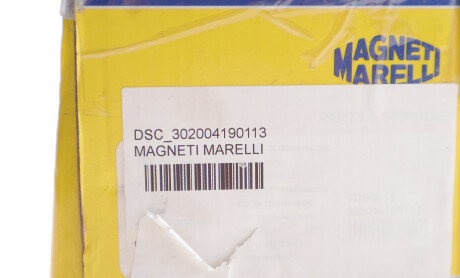 MAGNETI
MARELLI
DSC_302004190113
MAGNETI MARELLI